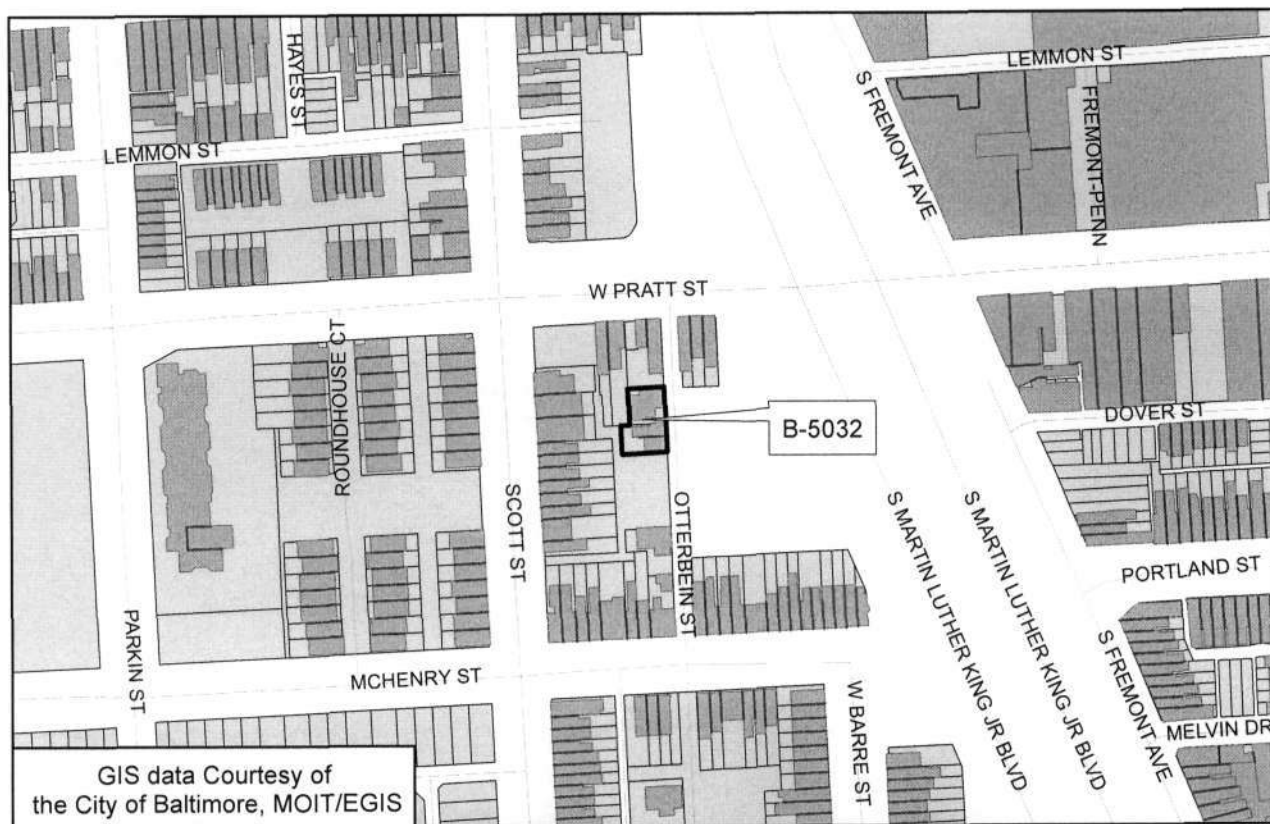 HAYES ST
LEMMON ST
LEMMON ST
S FREMONT AVE
FREMONT-PENN
W PRATT ST
ROUNDHOUSE CT
B-5032
DOVER ST
SCOTT ST
OTTERBEIN ST
S MARTIN LUTHER KING JR BLVD
S MARTIN LUTHER KING JR BLVD
PORTLAND ST
PARKIN ST
MCHENRY ST
W BARRE ST
S FREMONT AVE
MELVIN DR
GIS data Courtesy of
the City of Baltimore, MOIT/EGIS